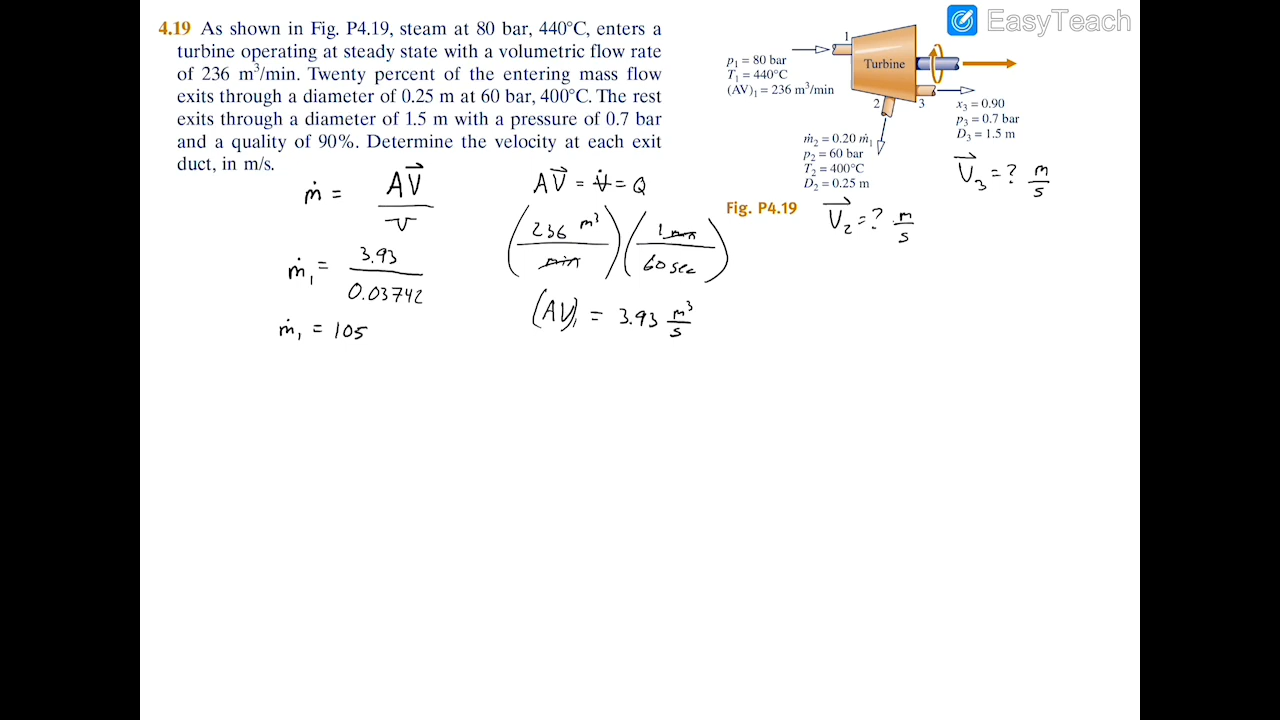 4.19 As shown in Fig. P4.19, steam at 80 bar, 440°C, enters a
turbine operating at steady state with a volumetric flow rate
of 236 m³/min. Twenty percent of the entering mass flow
exits through a diameter of 0.25 m at 60 bar, 400°C. The rest
exits through a diameter of 1.5 m with a pressure of 0.7 bar
and a quality of 90%. Determine the velocity at each exit
duct, in m/s.
EasyTeach
1
p₁ = 80 bar
T₁ = 440°C
(AV)₁ = 236 m³/min
Turbine
2
3
x₃ = 0.90
p₃ = 0.7 bar
D₃ = 1.5 m
ṁ₂ = 0.20 ṁ₁
p₂ = 60 bar
T₂ = 400°C
D₂ = 0.25 m
Fig. P4.19
V⃗₃ = ? m/s
V⃗₂ = ? m/s
ṁ = AV⃗/v
AV⃗ = V̇ = Q
(236 m³/min)(1 min/60 sec)
ṁ₁ = 3.93/0.03742
(AV)₁ = 3.93 m³/s
ṁ₁ = 105